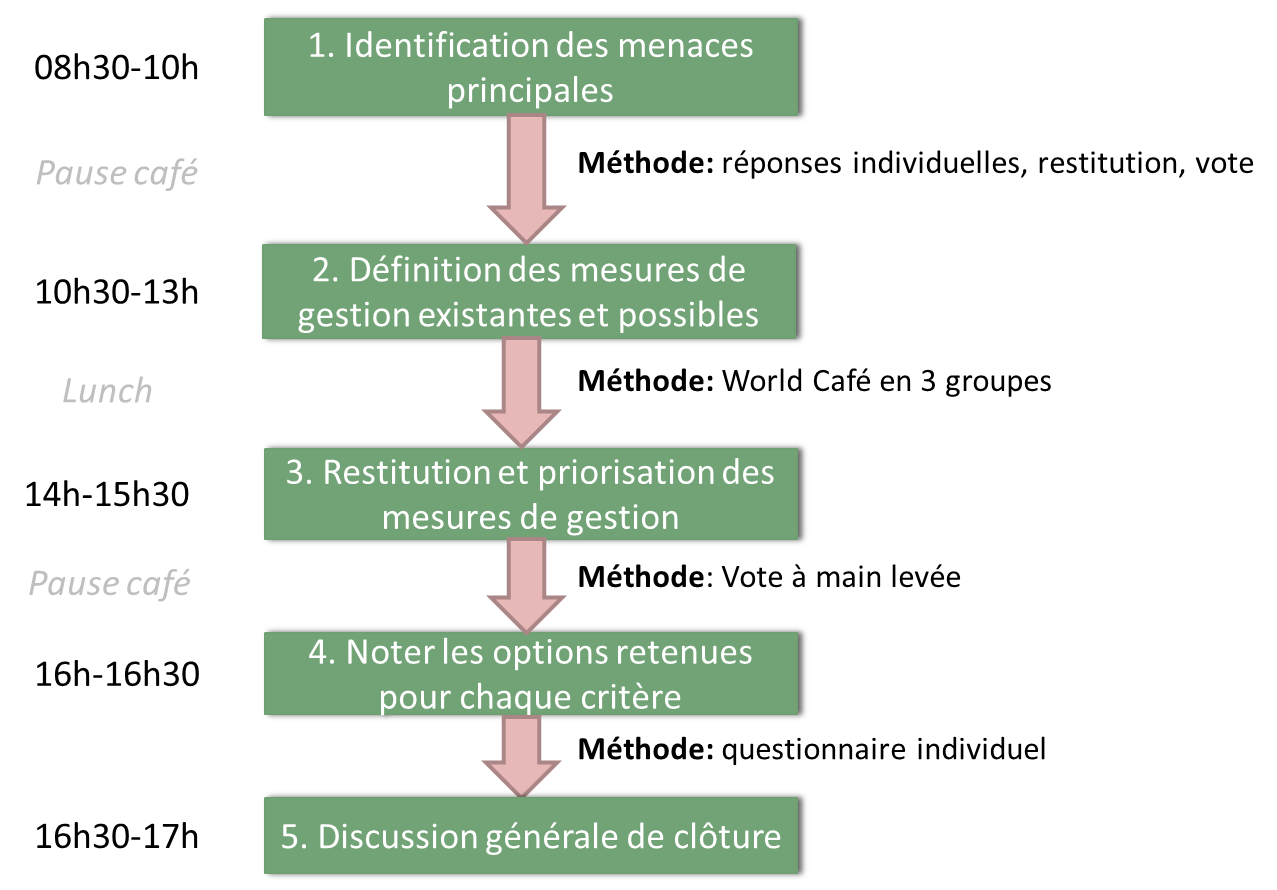 08h30-10h
1. Identification des menaces
principales
Pause café
Méthode: réponses individuelles, restitution, vote
10h30-13h
2. Définition des mesures de
gestion existantes et possibles
Lunch
Méthode: World Café en 3 groupes
14h-15h30
3. Restitution et priorisation des
mesures de gestion
Pause café
Méthode: Vote à main levée
16h-16h30
4. Noter les options retenues
pour chaque critère
Méthode: questionnaire individuel
16h30-17h
5. Discussion générale de clôture